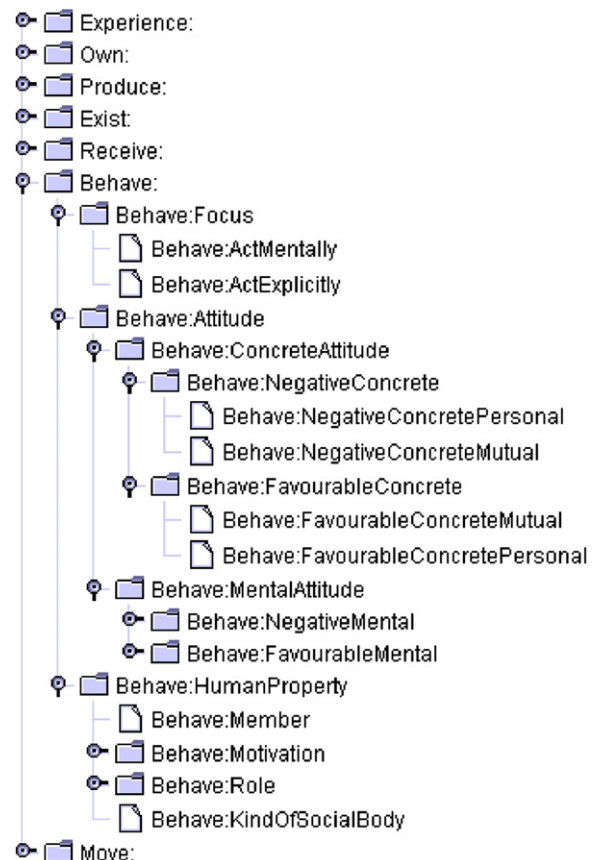 Experience:
Own:
Produce:
Exist:
Receive:
Behave:
Behave:Focus
Behave:ActMentally
Behave:ActExplicitly
Behave:Attitude
Behave:ConcreteAttitude
Behave:NegativeConcrete
Behave:NegativeConcretePersonal
Behave:NegativeConcreteMutual
Behave:FavourableConcrete
Behave:FavourableConcreteMutual
Behave:FavourableConcretePersonal
Behave:MentalAttitude
Behave:NegativeMental
Behave:FavourableMental
Behave:HumanProperty
Behave:Member
Behave:Motivation
Behave:Role
Behave:KindOfSocialBody
Move: